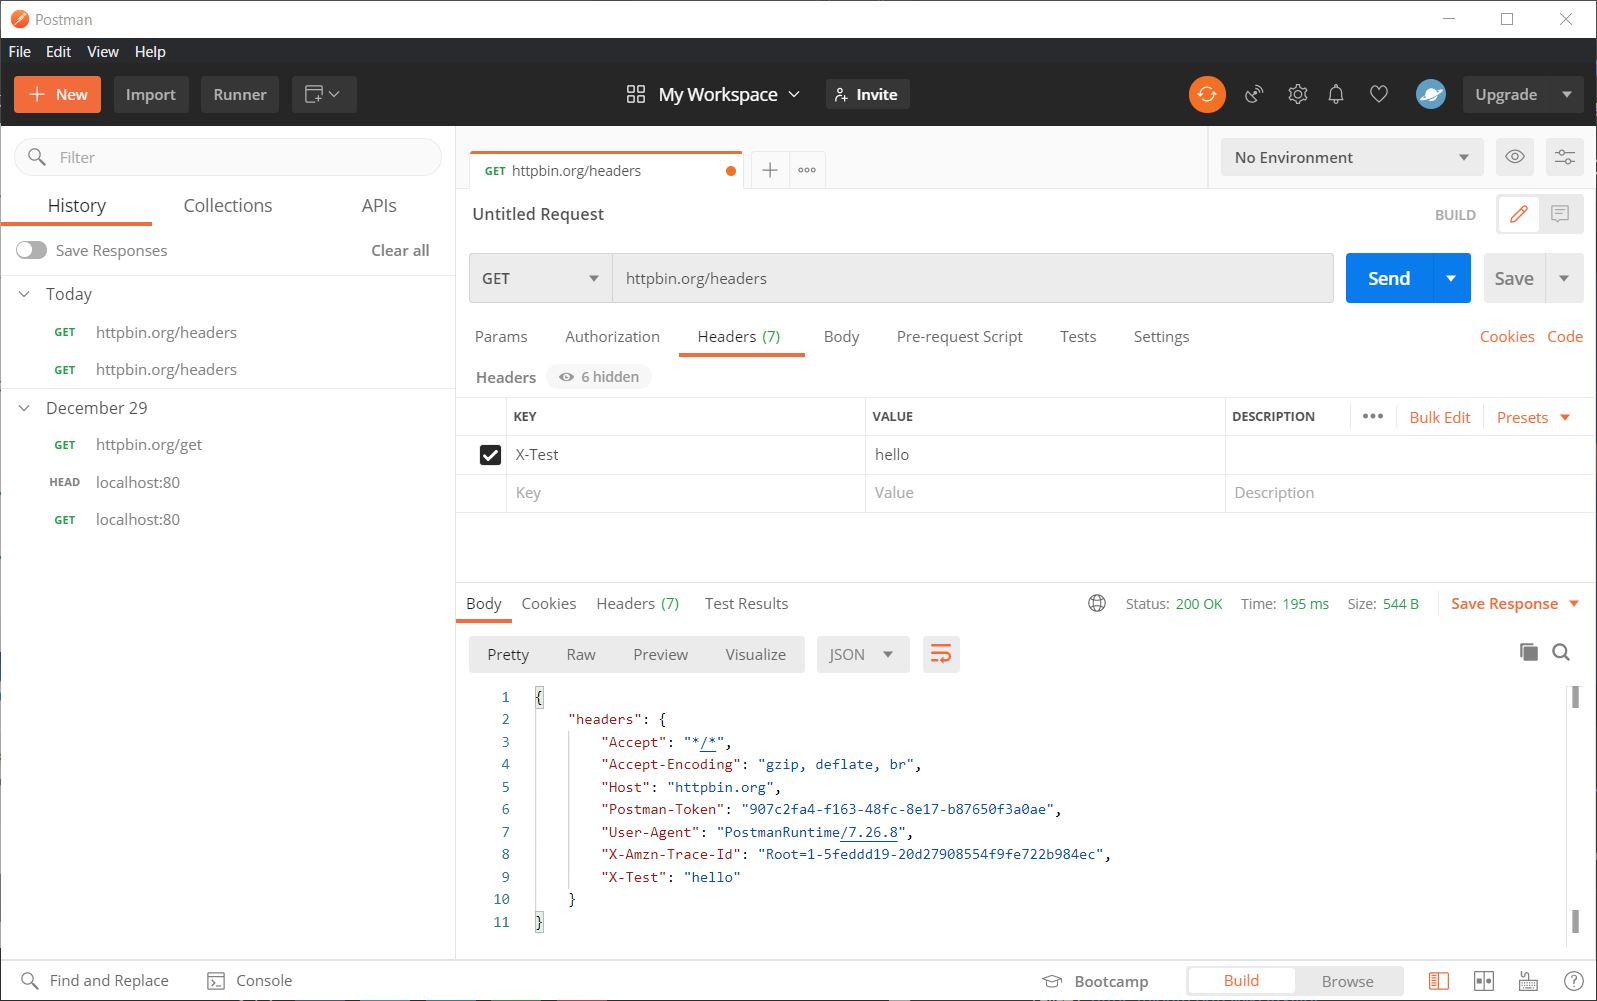 Postman
File Edit View Help
New Import Runner My Workspace Invite Upgrade
Filter
History Collections APIs
Save Responses Clear all
Today
GET httpbin.org/headers
GET httpbin.org/headers
December 29
GET httpbin.org/get
HEAD localhost:80
GET localhost:80
GET httpbin.org/headers
No Environment
Untitled Request
BUILD
GET httpbin.org/headers Send Save
Params Authorization Headers (7) Body Pre-request Script Tests Settings Cookies Code
Headers 6 hidden
KEY VALUE DESCRIPTION Bulk Edit Presets
X-Test hello
Key Value Description
Body Cookies Headers (7) Test Results Status: 200 OK Time: 195 ms Size: 544 B Save Response
Pretty Raw Preview Visualize JSON
1 {
2 "headers": {
3 "Accept": "*/*",
4 "Accept-Encoding": "gzip, deflate, br",
5 "Host": "httpbin.org",
6 "Postman-Token": "907c2fa4-f163-48fc-8e17-b87650f3a0ae",
7 "User-Agent": "PostmanRuntime/7.26.8",
8 "X-Amzn-Trace-Id": "Root=1-5feddd19-20d27908554f9fe722b984ec",
9 "X-Test": "hello"
10 }
11 }
Find and Replace Console Bootcamp Build Browse